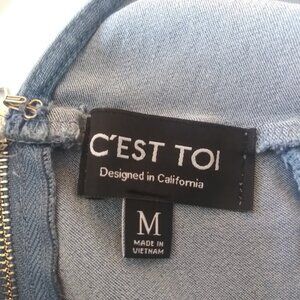 C'EST TOI
Designed in California
M
MADE IN
VIETNAM